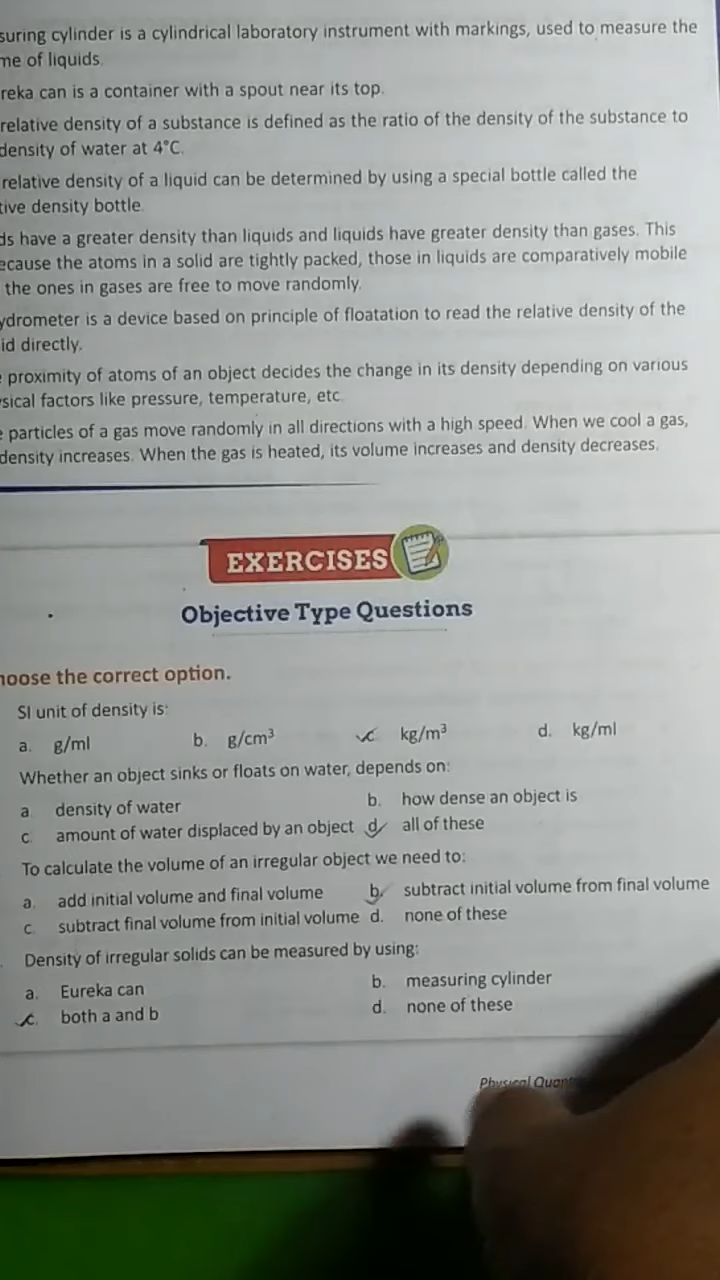 suring cylinder is a cylindrical laboratory instrument with markings, used to measure the
me of liquids.
reka can is a container with a spout near its top.
relative density of a substance is defined as the ratio of the density of the substance to
density of water at 4°C.
relative density of a liquid can be determined by using a special bottle called the
tive density bottle.
ds have a greater density than liquids and liquids have greater density than gases. This
ecause the atoms in a solid are tightly packed, those in liquids are comparatively mobile
the ones in gases are free to move randomly.
ydrometer is a device based on principle of floatation to read the relative density of the
id directly.
e proximity of atoms of an object decides the change in its density depending on various
sical factors like pressure, temperature, etc.
e particles of a gas move randomly in all directions with a high speed. When we cool a gas,
density increases. When the gas is heated, its volume increases and density decreases.
EXERCISES
Objective Type Questions
hoose the correct option.
SI unit of density is:
a. g/ml b. g/cm³ c. kg/m³ d. kg/ml
Whether an object sinks or floats on water, depends on:
a. density of water b. how dense an object is
c. amount of water displaced by an object d. all of these
To calculate the volume of an irregular object we need to:
a. add initial volume and final volume b. subtract initial volume from final volume
c. subtract final volume from initial volume d. none of these
Density of irregular solids can be measured by using:
a. Eureka can b. measuring cylinder
c. both a and b d. none of these
Physical Quan